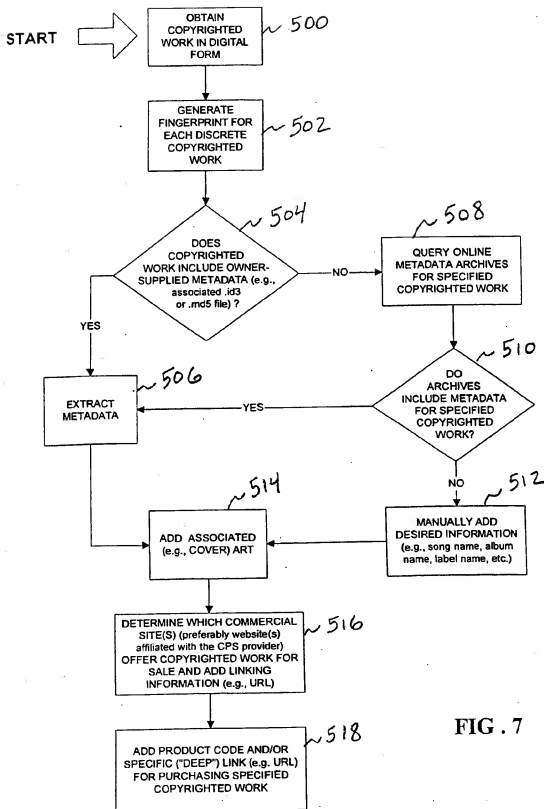 START
OBTAIN
COPYRIGHTED
WORK IN DIGITAL
FORM
500
GENERATE
FINGERPRINT FOR
EACH DISCRETE
COPYRIGHTED
WORK
502
504
DOES
COPYRIGHTED
WORK INCLUDE OWNER-
SUPPLIED METADATA (e.g.,
associated .id3
or .md5 file) ?
NO
508
QUERY ONLINE
METADATA ARCHIVES
FOR SPECIFIED
COPYRIGHTED WORK
YES
506
EXTRACT
METADATA
510
DO
ARCHIVES
INCLUDE METADATA
FOR SPECIFIED
COPYRIGHTED
WORK?
YES
NO
512
MANUALLY ADD
DESIRED INFORMATION
(e.g., song name, album
name, label name, etc.)
514
ADD ASSOCIATED
(e.g., COVER) ART
DETERMINE WHICH COMMERCIAL
SITE(S) (preferably website(s)
affiliated with the CPS provider)
OFFER COPYRIGHTED WORK FOR
SALE AND ADD LINKING
INFORMATION (e.g., URL)
516
ADD PRODUCT CODE AND/OR
SPECIFIC ("DEEP") LINK (e.g. URL)
FOR PURCHASING SPECIFIED
COPYRIGHTED WORK
518
FIG . 7